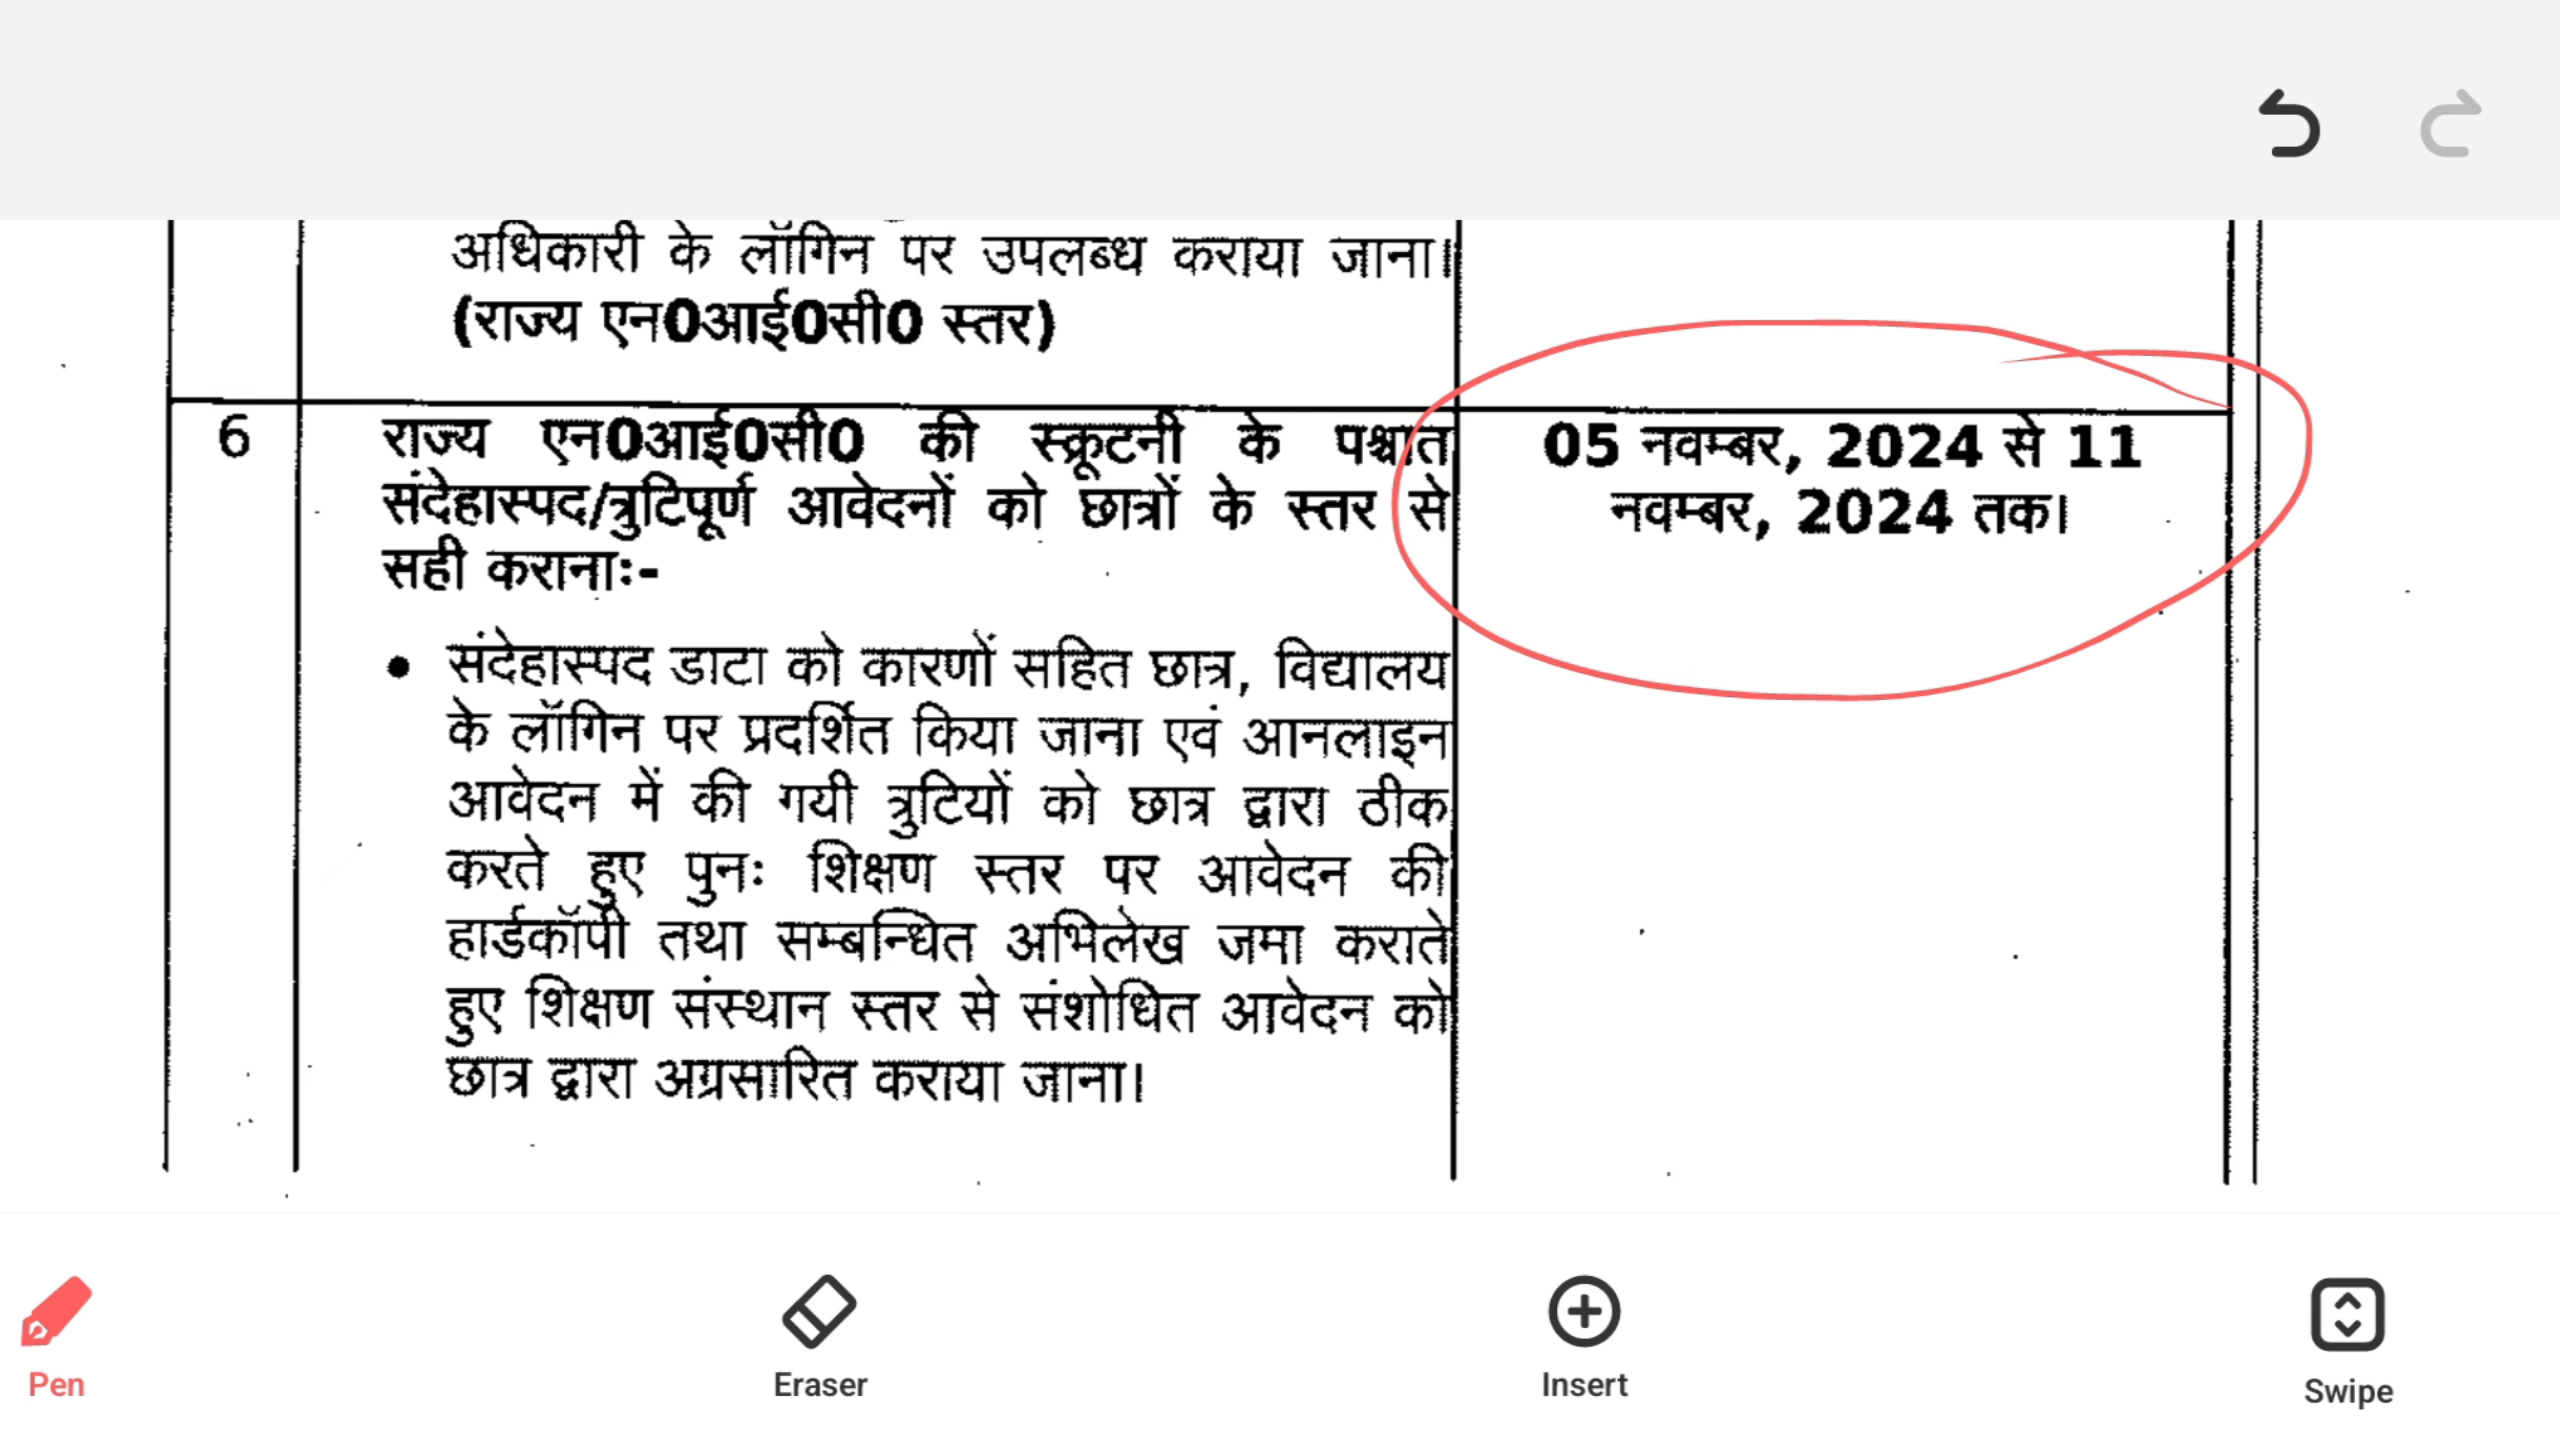 अधिकारी के लॉगिन पर उपलब्ध कराया जाना।
(राज्य एन0आई0सी0 स्तर)
6
राज्य एन0आई0सी0 की स्क्रूटनी के पश्चात
संदेहास्पद/त्रुटिपूर्ण आवेदनों को छात्रों के स्तर से
सही करानाः-
05 नवम्बर, 2024 से 11
नवम्बर, 2024 तक।
• संदेहास्पद डाटा को कारणों सहित छात्र, विद्यालय
के लॉगिन पर प्रदर्शित किया जाना एवं आनलाइन
आवेदन में की गयी त्रुटियों को छात्र द्वारा ठीक
करते हुए पुनः शिक्षण स्तर पर आवेदन की
हार्डकॉपी तथा सम्बन्धित अभिलेख जमा कराते
हुए शिक्षण संस्थान स्तर से संशोधित आवेदन को
छात्र द्वारा अग्रसारित कराया जाना।
Pen
Eraser
Insert
Swipe